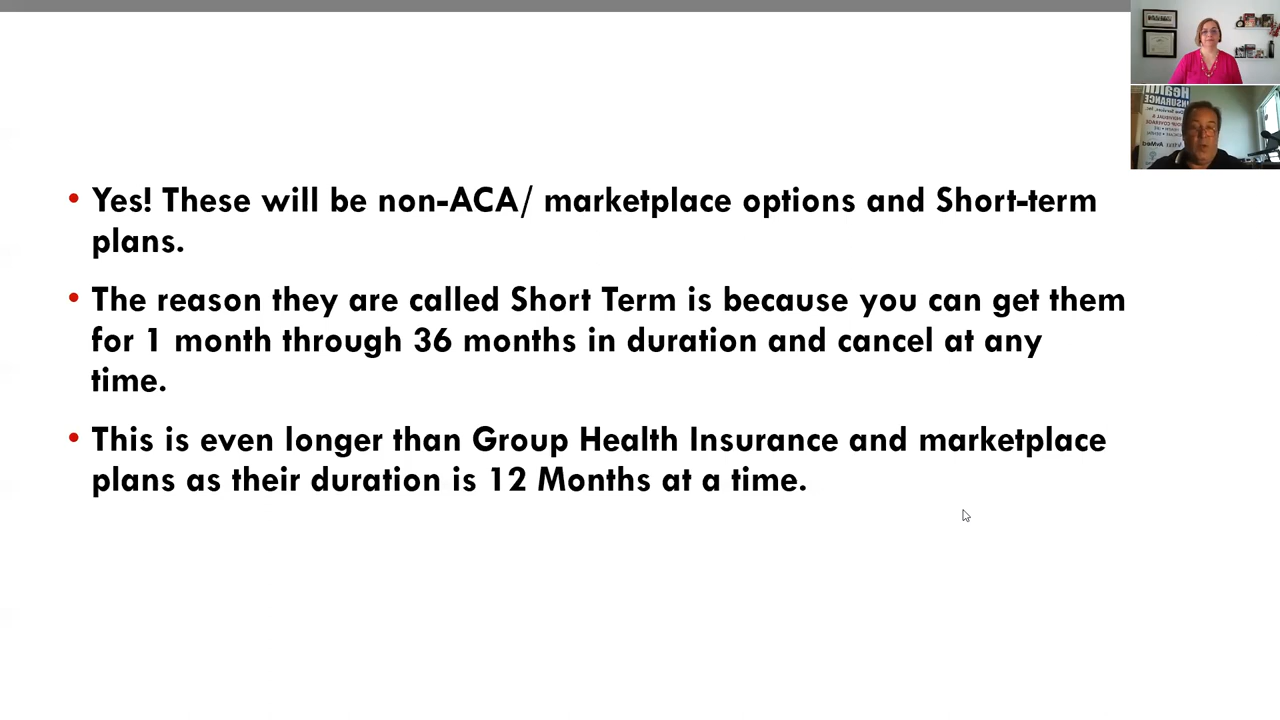 • Yes! These will be non-ACA/ marketplace options and Short-term
plans.
• The reason they are called Short Term is because you can get them
for 1 month through 36 months in duration and cancel at any
time.
• This is even longer than Group Health Insurance and marketplace
plans as their duration is 12 Months at a time.
Health
INSURANCE